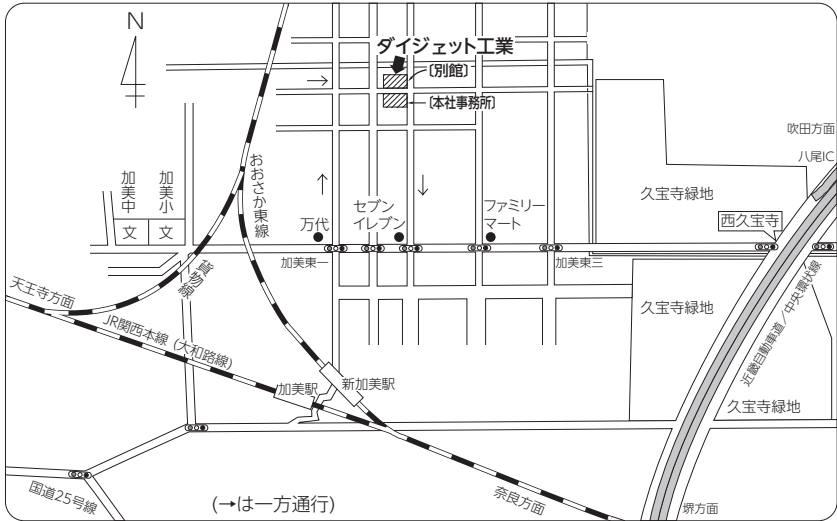 N
ダイジェット工業
〔別館〕
〔本社事務所〕
吹田方面
八尾IC
久宝寺緑地
西久宝寺
おおさか東線
加美中
加美小
文
文
万代
セブン
イレブン
ファミリー
マート
加美東一
加美東三
貨物線
天王寺方面
JR関西本線 (大和路線)
久宝寺緑地
近畿自動車道/中央環状線
加美駅
新加美駅
久宝寺緑地
国道25号線
(→は一方通行)
奈良方面
堺方面